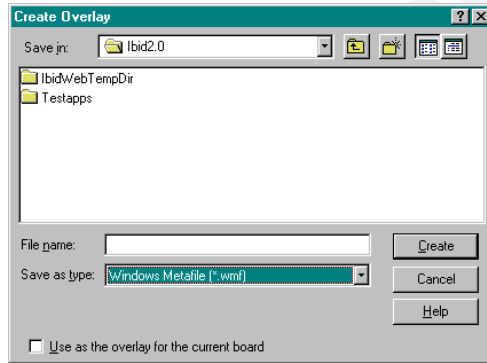 Create Overlay
Save in: Ibid2.0
IbidWebTempDir
Testapps
File name: Create
Save as type: Windows Metafile (*.wmf) Cancel
Help
Use as the overlay for the current board